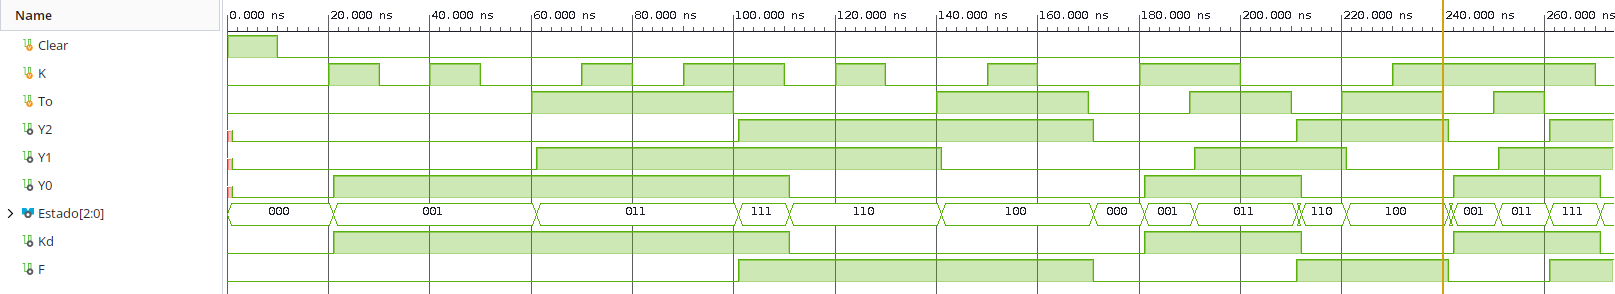 Name 0.000 ns 20.000 ns 40.000 ns 60.000 ns 80.000 ns 100.000 ns 120.000 ns 140.000 ns 160.000 ns 180.000 ns 200.000 ns 220.000 ns 240.000 ns 260.000 ns
Clear
K
To
Y2
Y1
Y0
Estado[2:0] 000 001 011 111 110 100 000 001 011 110 100 001 011 111
Kd
F